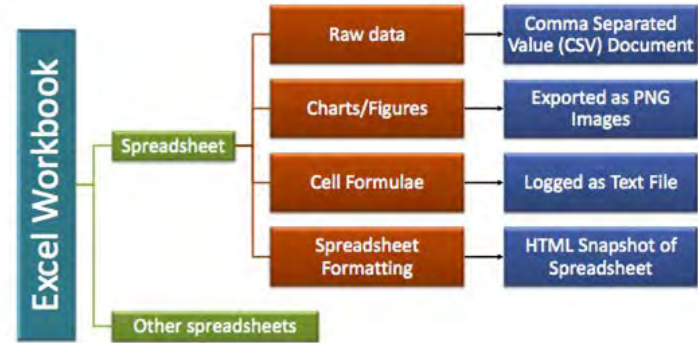 Excel Workbook
Spreadsheet
Other spreadsheets
Raw data
Charts/Figures
Cell Formulae
Spreadsheet
Formatting
Comma Separated
Value (CSV) Document
Exported as PNG
Images
Logged as Text File
HTML Snapshot of
Spreadsheet